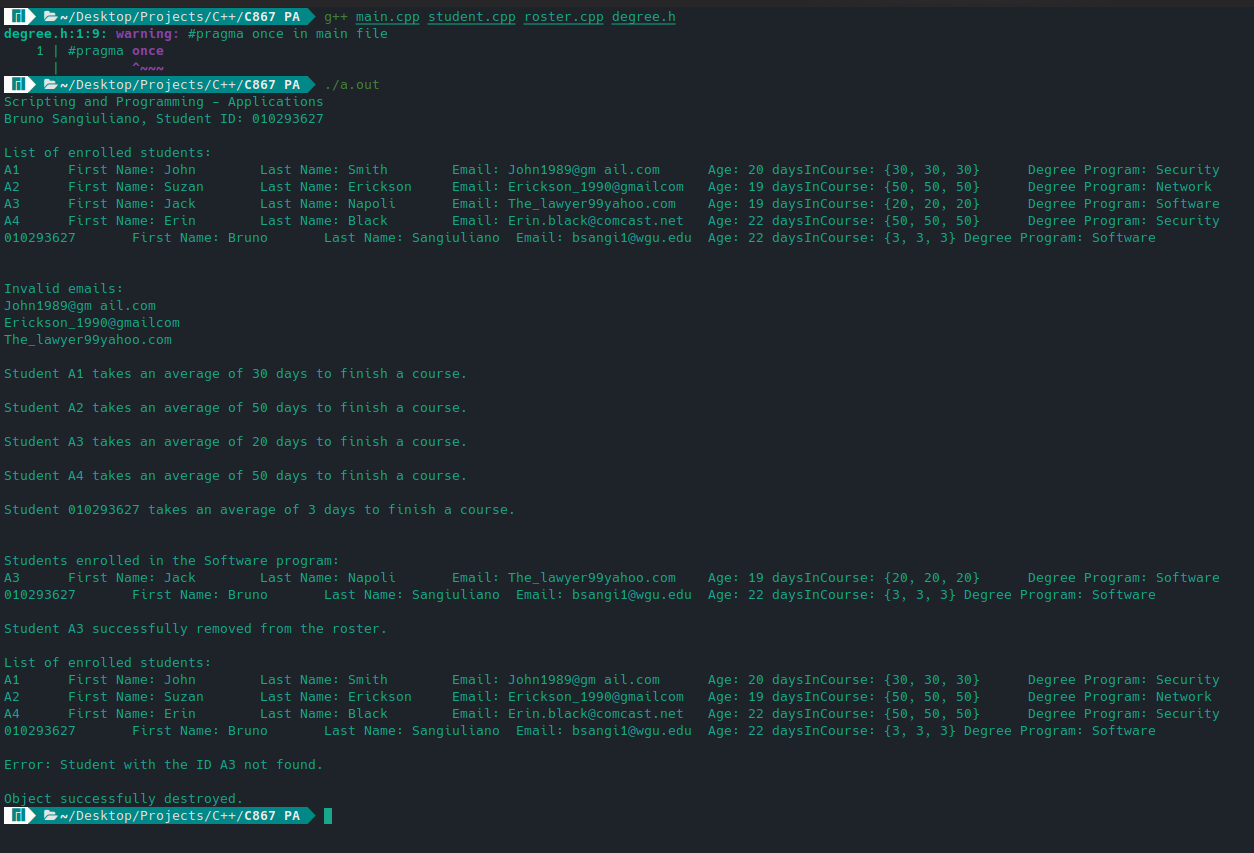 ~/Desktop/Projects/C++/C867 PA g++ main.cpp student.cpp roster.cpp degree.h
degree.h:1:9: warning: #pragma once in main file
1 | #pragma once
| ^~~~
~/Desktop/Projects/C++/C867 PA ./a.out
Scripting and Programming - Applications
Bruno Sangiuliano, Student ID: 010293627
List of enrolled students:
A1 First Name: John Last Name: Smith Email: John1989@gm ail.com Age: 20 daysInCourse: {30, 30, 30} Degree Program: Security
A2 First Name: Suzan Last Name: Erickson Email: Erickson_1990@gmailcom Age: 19 daysInCourse: {50, 50, 50} Degree Program: Network
A3 First Name: Jack Last Name: Napoli Email: The_lawyer99yahoo.com Age: 19 daysInCourse: {20, 20, 20} Degree Program: Software
A4 First Name: Erin Last Name: Black Email: Erin.black@comcast.net Age: 22 daysInCourse: {50, 50, 50} Degree Program: Security
010293627 First Name: Bruno Last Name: Sangiuliano Email: bsangi1@wgu.edu Age: 22 daysInCourse: {3, 3, 3} Degree Program: Software
Invalid emails:
John1989@gm ail.com
Erickson_1990@gmailcom
The_lawyer99yahoo.com
Student A1 takes an average of 30 days to finish a course.
Student A2 takes an average of 50 days to finish a course.
Student A3 takes an average of 20 days to finish a course.
Student A4 takes an average of 50 days to finish a course.
Student 010293627 takes an average of 3 days to finish a course.
Students enrolled in the Software program:
A3 First Name: Jack Last Name: Napoli Email: The_lawyer99yahoo.com Age: 19 daysInCourse: {20, 20, 20} Degree Program: Software
010293627 First Name: Bruno Last Name: Sangiuliano Email: bsangi1@wgu.edu Age: 22 daysInCourse: {3, 3, 3} Degree Program: Software
Student A3 successfully removed from the roster.
List of enrolled students:
A1 First Name: John Last Name: Smith Email: John1989@gm ail.com Age: 20 daysInCourse: {30, 30, 30} Degree Program: Security
A2 First Name: Suzan Last Name: Erickson Email: Erickson_1990@gmailcom Age: 19 daysInCourse: {50, 50, 50} Degree Program: Network
A4 First Name: Erin Last Name: Black Email: Erin.black@comcast.net Age: 22 daysInCourse: {50, 50, 50} Degree Program: Security
010293627 First Name: Bruno Last Name: Sangiuliano Email: bsangi1@wgu.edu Age: 22 daysInCourse: {3, 3, 3} Degree Program: Software
Error: Student with the ID A3 not found.
Object successfully destroyed.
~/Desktop/Projects/C++/C867 PA